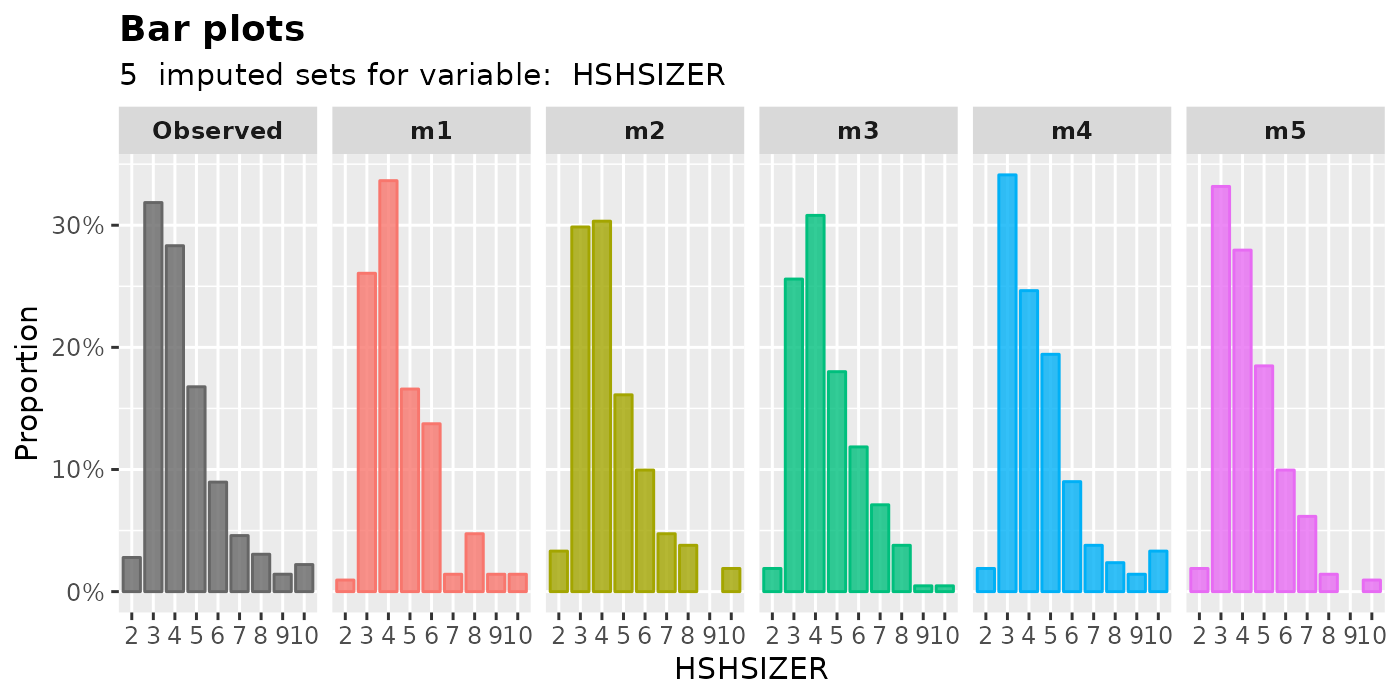 Bar plots
5 imputed sets for variable: HSHSIZER
Observed m1 m2 m3 m4 m5
30%
20%
10%
0%
Proportion
2 3 4 5 6 7 8 9 10 2 3 4 5 6 7 8 9 10 2 3 4 5 6 7 8 9 10 2 3 4 5 6 7 8 9 10 2 3 4 5 6 7 8 9 10 2 3 4 5 6 7 8 9 10
HSHSIZER